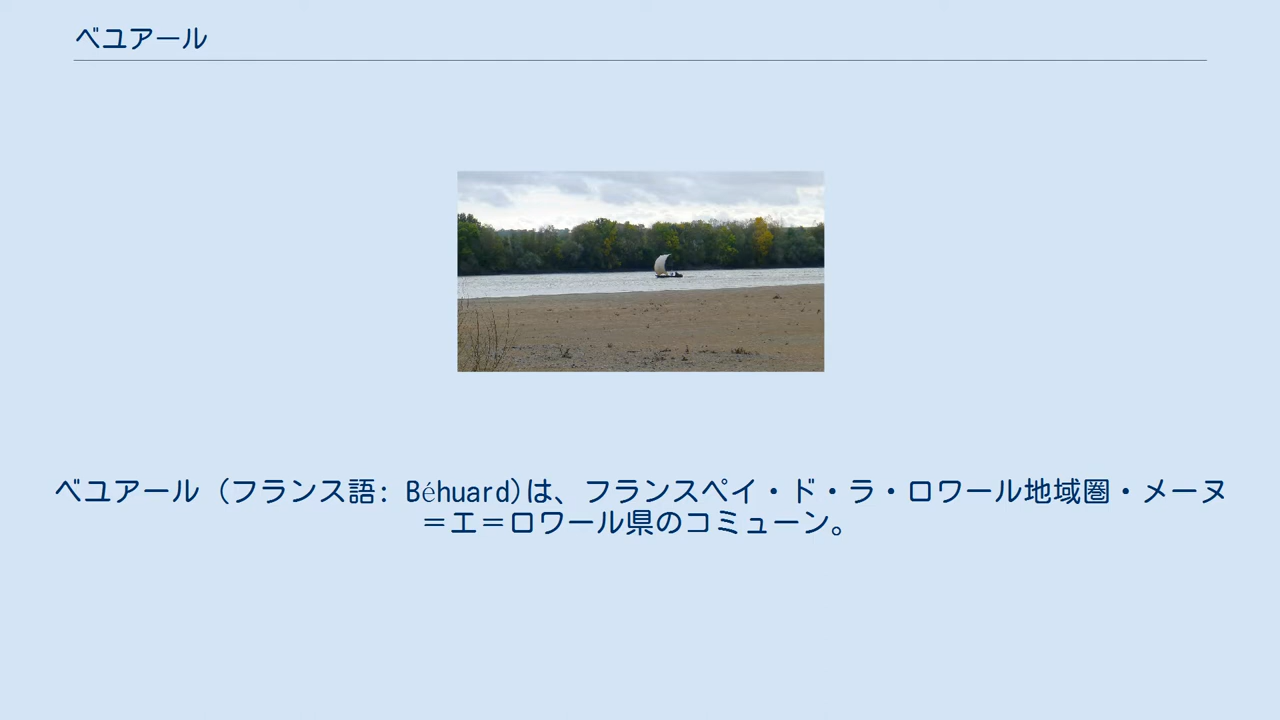 ベユアール
ベユアール (フランス語: Béhuard)は、フランスペイ・ド・ラ・ロワール地域圏・メーヌ
＝エ＝ロワール県のコミューン。